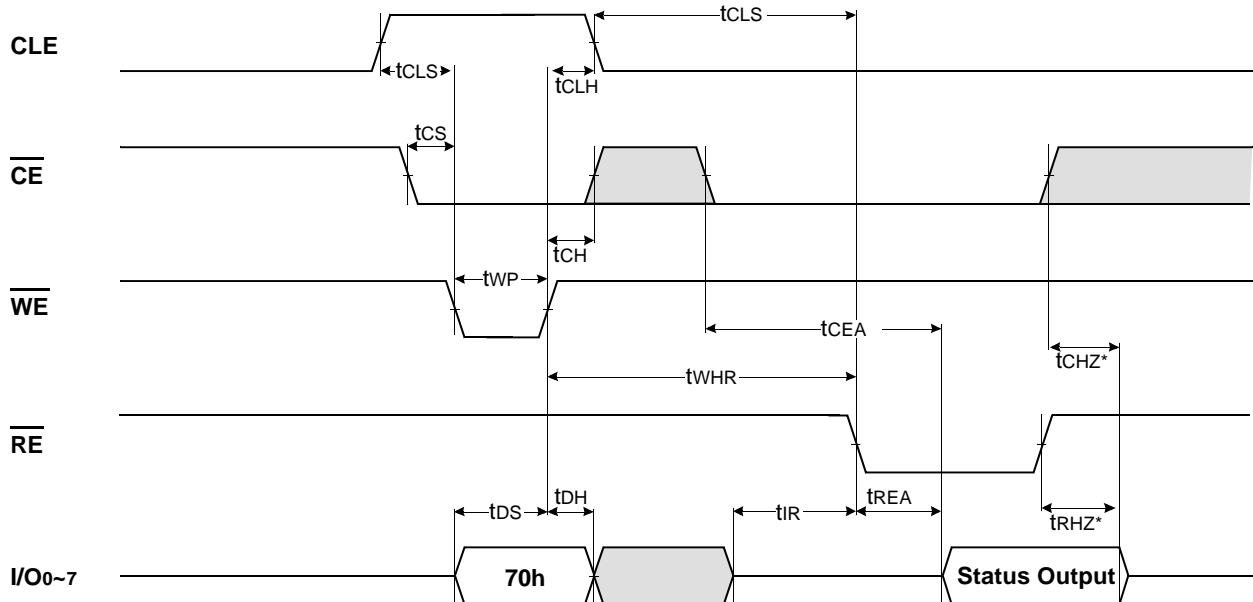 tCLS
CLE
tCLS
tCLH
tCS
CE
tCH
tWP
WE
tCEA
tCHZ*
tWHR
RE
tDH
tREA
tDS
tIR
tRHZ*
I/O0~7
70h
Status Output